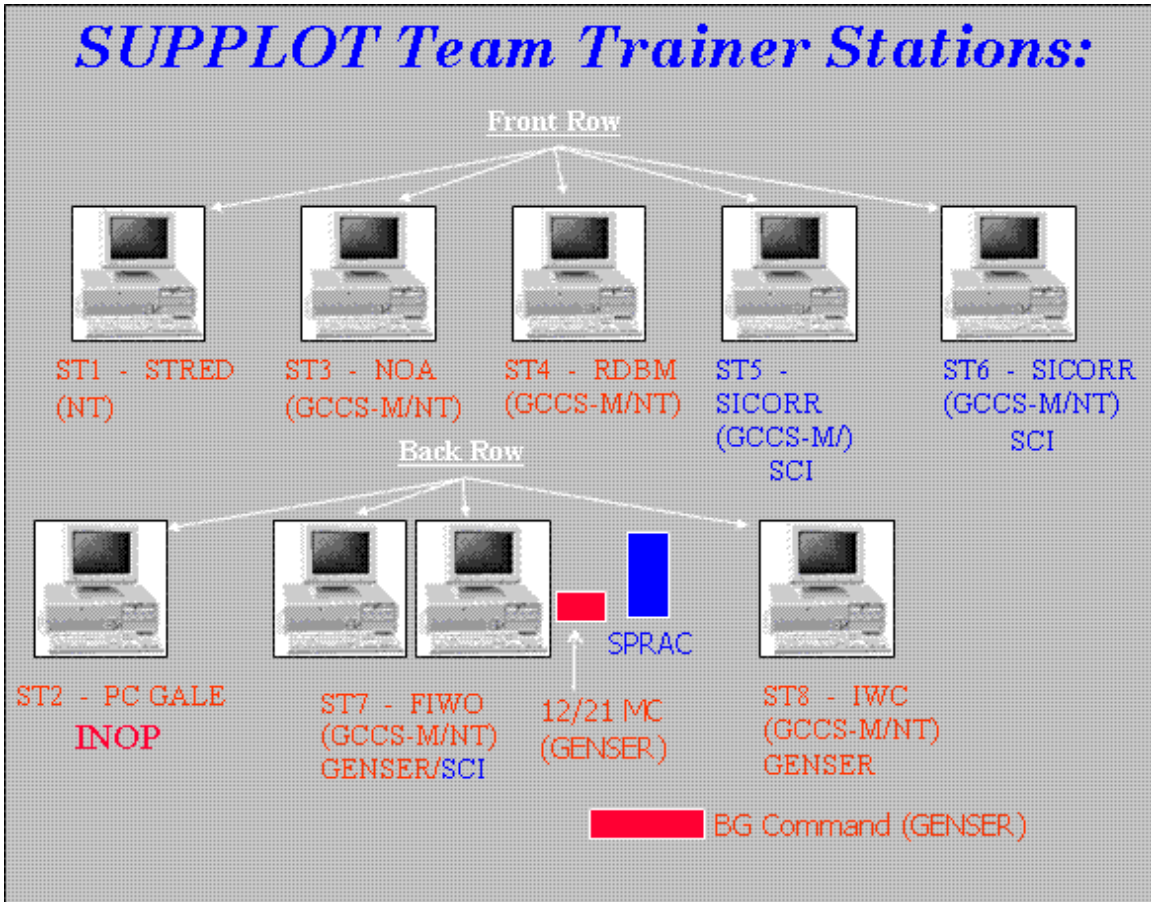 SUPPLOT Team Trainer Stations:
Front Row
ST1 - STRED
(NT)
ST3 - NOA
(GCCS-M/NT)
ST4 - RDBM
(GCCS-M/NT)
ST5 -
SICORR
(GCCS-M/)
SCI
ST6 - SICORR
(GCCS-M/NT)
SCI
Back Row
ST2 - PC GALE
INOP
ST7 - FIWO
(GCCS-M/NT)
GENSER/SCI
12/21 MC
(GENSER)
SPRAC
ST8 - IWC
(GCCS-M/NT)
GENSER
BG Command (GENSER)